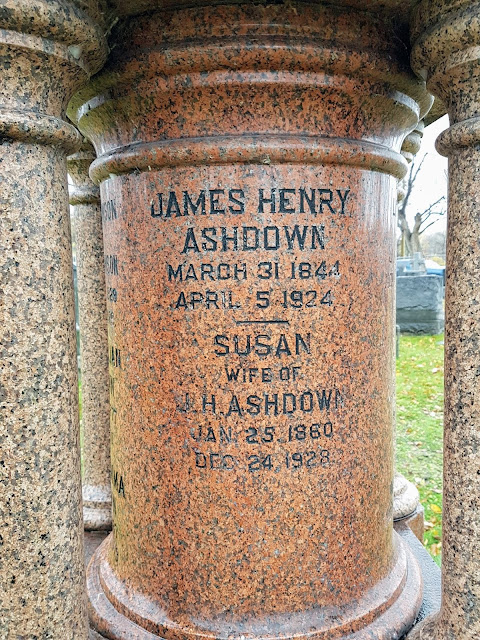 JAMES HENRY
ASHDOWN
MARCH 31 1844
APRIL 5 1924
SUSAN
WIFE OF
J.H. ASHDOWN
JAN. 25. 1860
DEC. 24. 1928